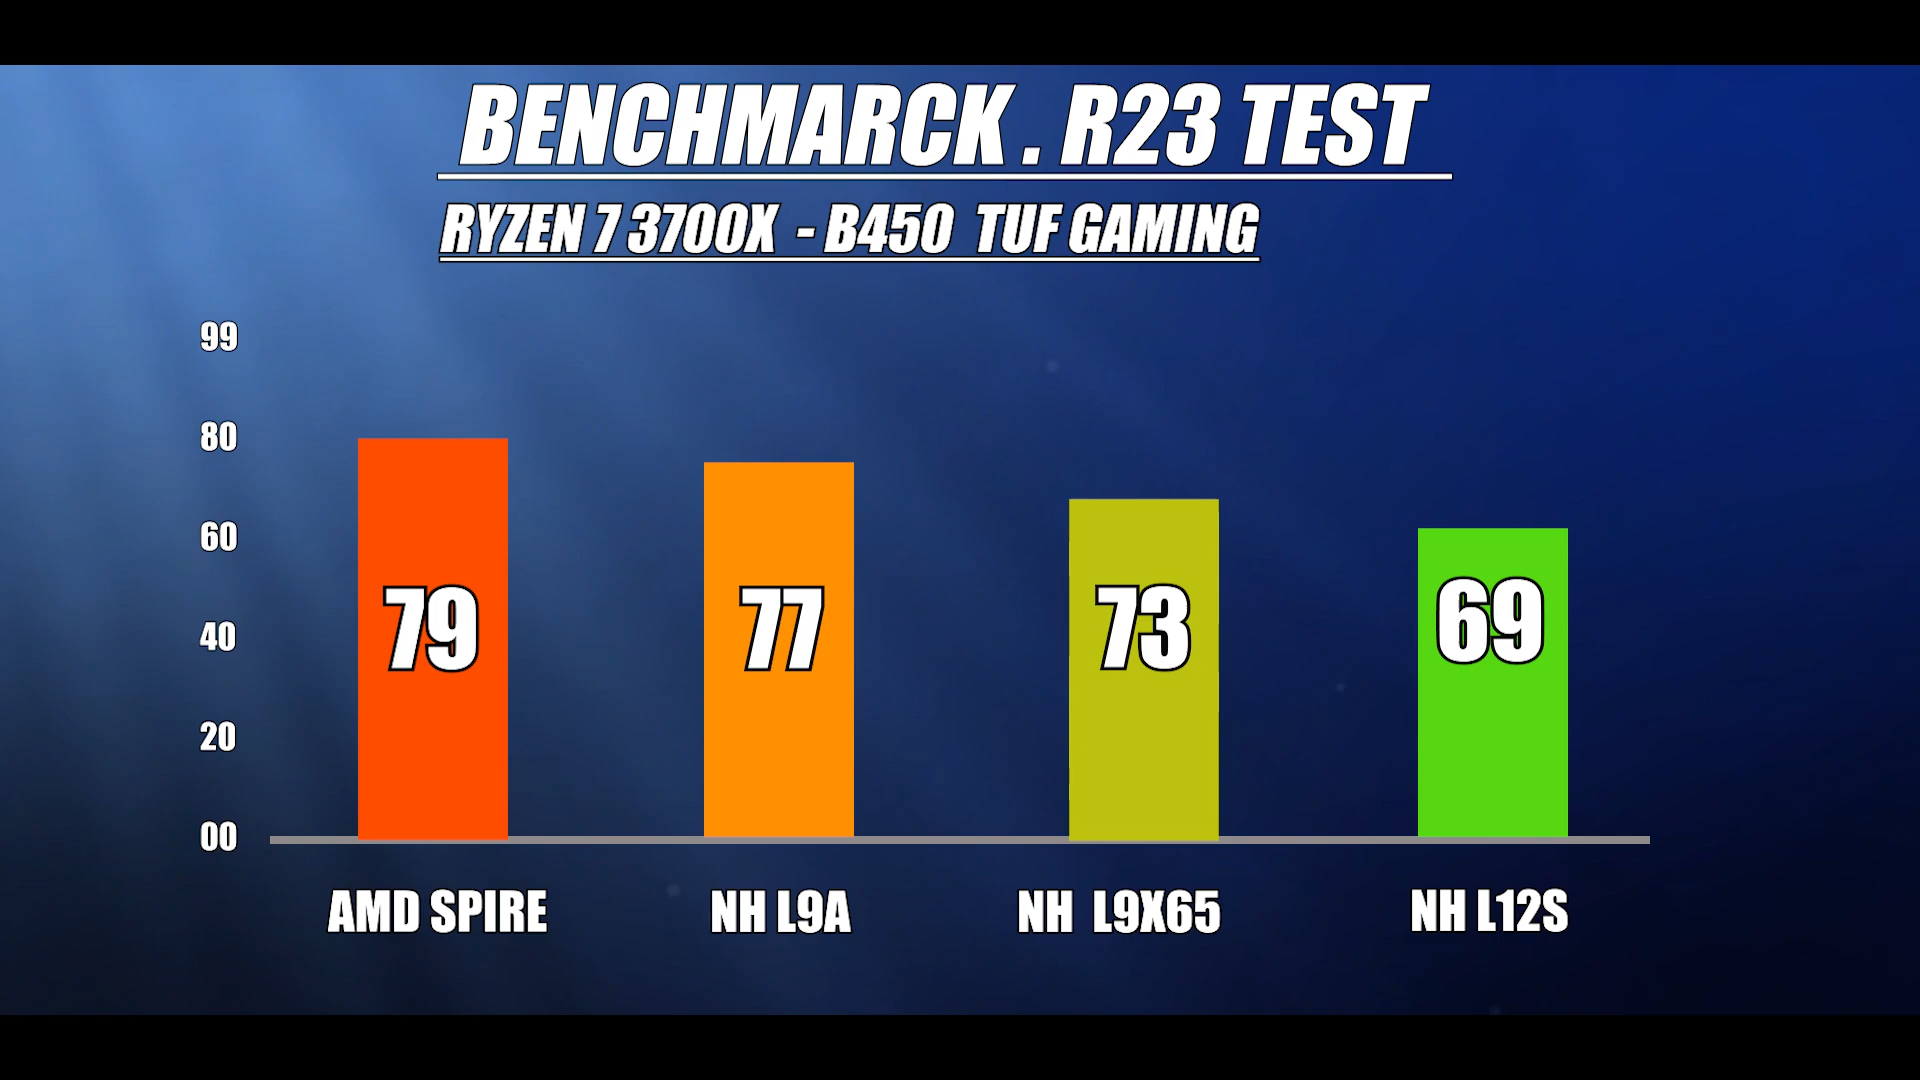 BENCHMARCK . R23 TEST
RYZEN 7 3700X - B450 TUF GAMING
99
80
60
40
20
00
79
77
73
69
AMD SPIRE
NH L9A
NH L9X65
NH L12S